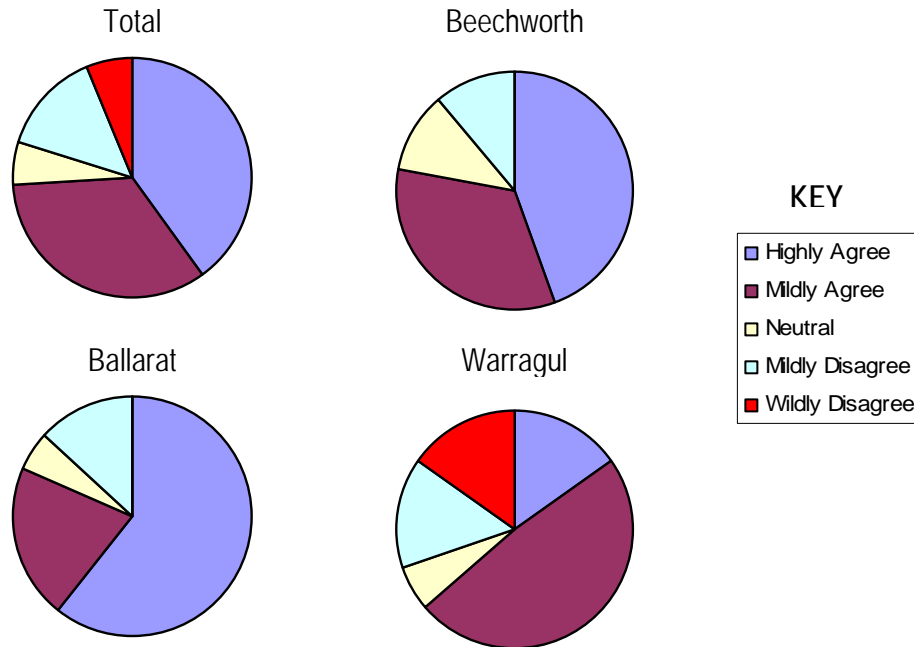 Total
Beechworth
KEY
Highly Agree
Mildly Agree
Neutral
Mildly Disagree
Wildly Disagree
Ballarat
Warragul